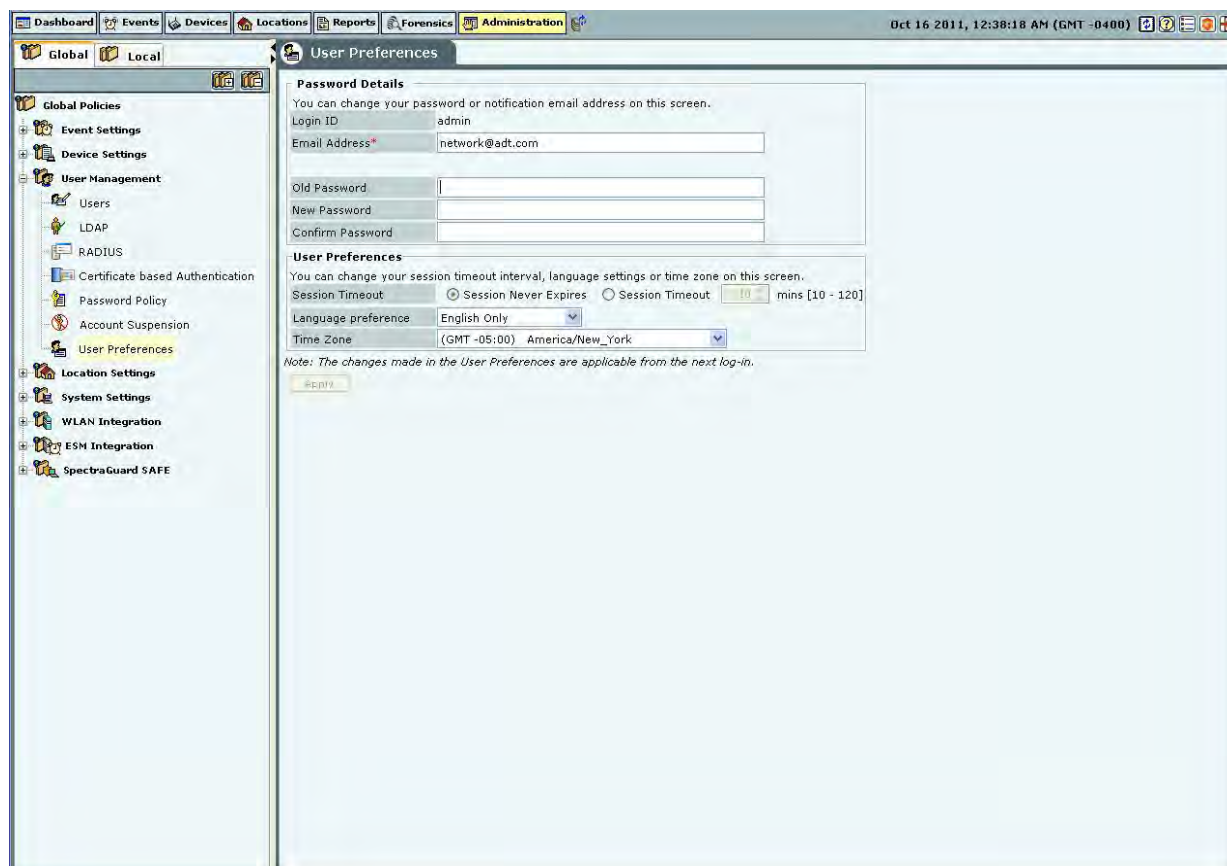 Dashboard Events Devices Locations Reports Forensics Administration Oct 16 2011, 12:38:18 AM (GMT -0400)
Global Local
Global Policies
Event Settings
Device Settings
User Management
Users
LDAP
RADIUS
Certificate based Authentication
Password Policy
Account Suspension
User Preferences
Location Settings
System Settings
WLAN Integration
ESM Integration
SpectraGuard SAFE
User Preferences
Password Details
You can change your password or notification email address on this screen.
Login ID admin
Email Address* network@adt.com
Old Password
New Password
Confirm Password
User Preferences
You can change your session timeout interval, language settings or time zone on this screen.
Session Timeout Session Never Expires Session Timeout 10 mins [10 - 120]
Language preference English Only
Time Zone (GMT -05:00) America/New_York
Note: The changes made in the User Preferences are applicable from the next log-in.
Apply